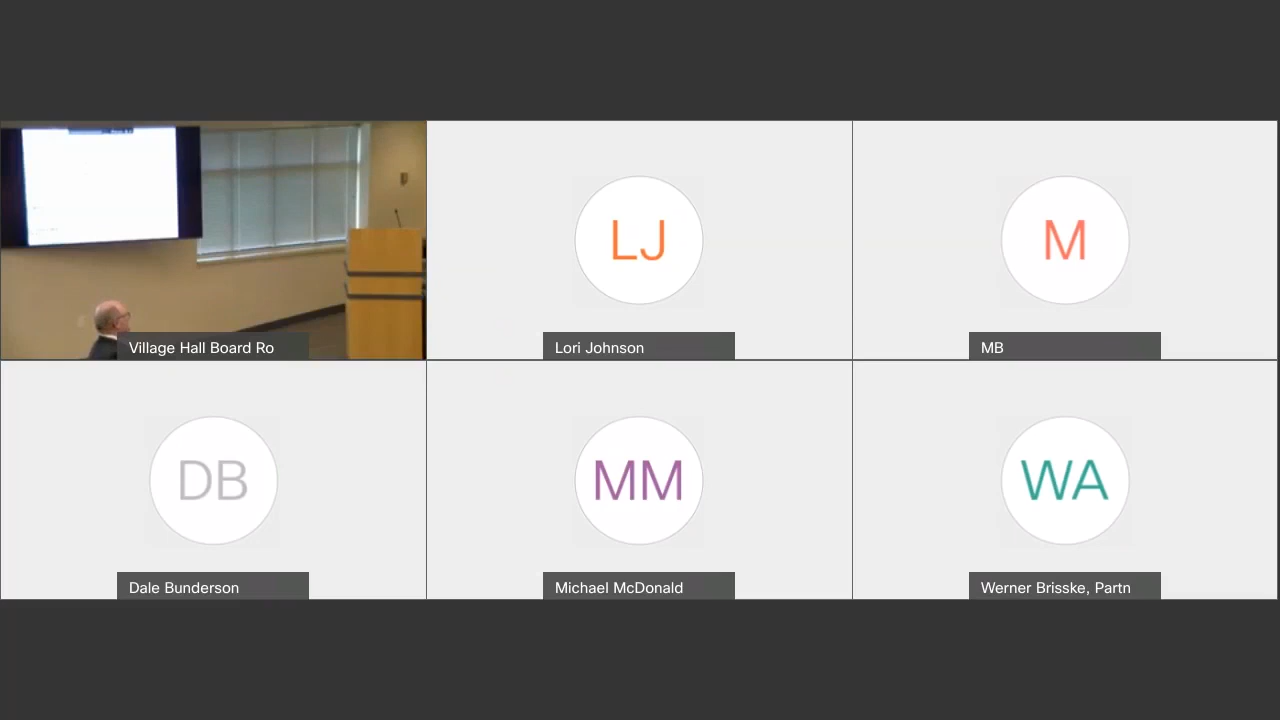 Village Hall Board Ro
LJ
Lori Johnson
M
MB
DB
Dale Bunderson
MM
Michael McDonald
WA
Werner Brisske, Partn